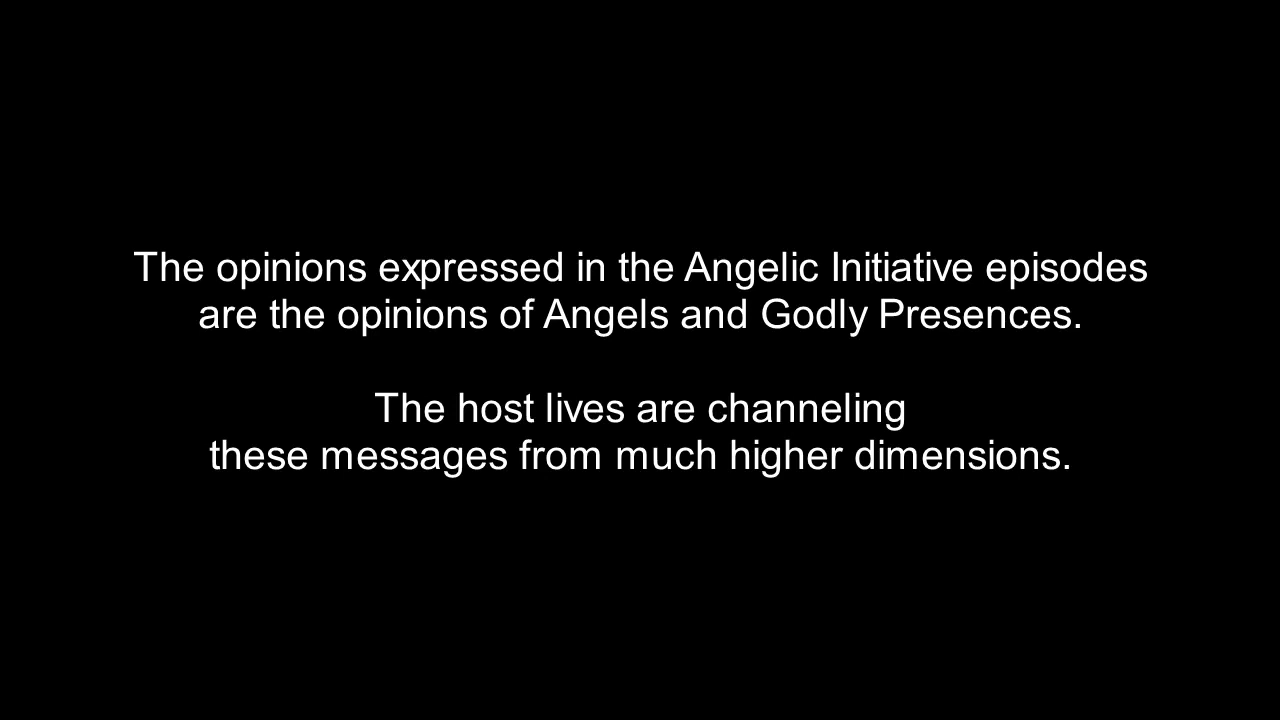 The opinions expressed in the Angelic Initiative episodes
are the opinions of Angels and Godly Presences.
The host lives are channeling
these messages from much higher dimensions.